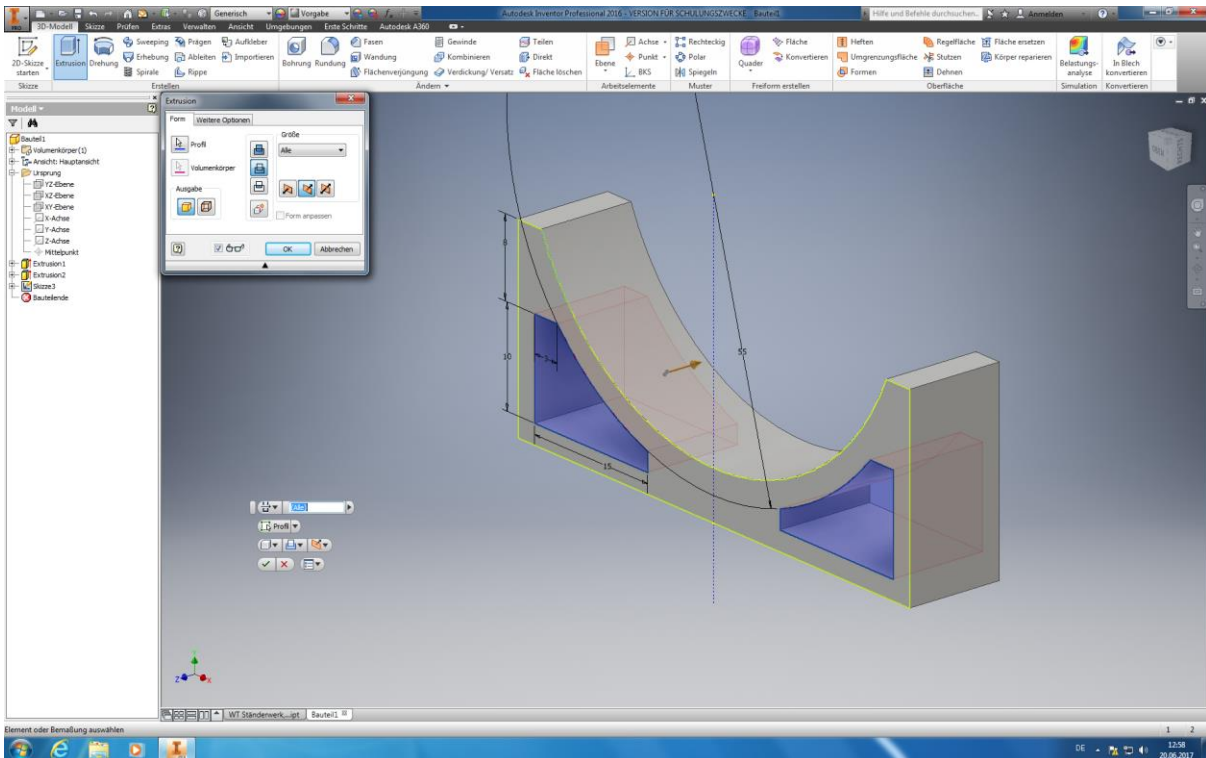 Generisch Vorgabe Autodesk Inventor Professional 2016 - VERSION FÜR SCHULUNGSZWECKE Bauteil1 Hilfe und Befehle durchsuchen... Anmelden
3D-Modell Skizze Prüfen Extras Verwalten Ansicht Umgebungen Erste Schritte Autodesk A360
Sweeping Prägen Aufkleber Fasen Gewinde Teilen Achse Rechteckig Fläche Heften Regelfläche Fläche ersetzen
2D-Skizze starten Extrusion Drehung Erhebung Ableiten Importieren Bohrung Rundung Wandung Kombinieren Direkt Ebene Punkt Polar Quader Konvertieren Umgrenzungsfläche Stutzen Körper reparieren Belastungs-analyse In Blech konvertieren
Spirale Rippe Flächenverjüngung Verdickung/ Versatz Fläche löschen BKS Spiegeln Formen Dehnen
Skizze Erstellen Ändern Arbeitselemente Muster Freiform erstellen Oberfläche Simulation Konvertieren
Modell
Bauteil1
Volumenkörper(1)
Ansicht: Hauptansicht
Ursprung
YZ-Ebene
XZ-Ebene
XY-Ebene
X-Achse
Y-Achse
Z-Achse
Mittelpunkt
Extrusion1
Extrusion2
Skizze3
Bauteilende
Extrusion
Form Weitere Optionen
Profil
Größe
Alle
Volumenkörper
Ausgabe
Form anpassen
OK Abbrechen
8
10
3
15
55
Alle
Profil
Y
Z X
WT Ständerwerk,...ipt Bauteil1
Element oder Bemaßung auswählen
1 2
DE
12:58
20.06.2017